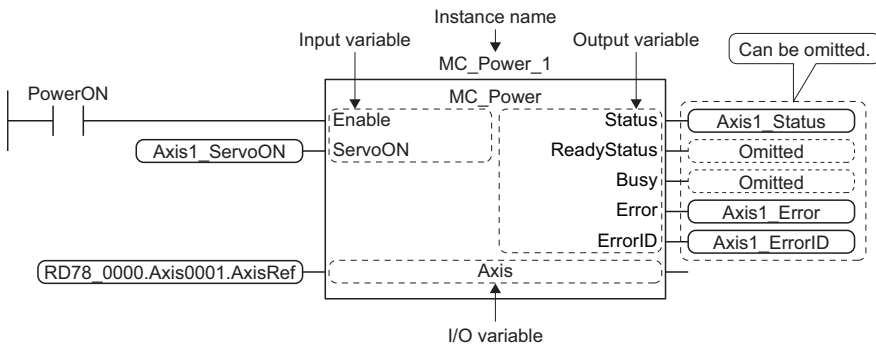 Instance name
Input variable
Output variable
Can be omitted.
MC_Power_1
PowerON
MC_Power
Enable
Status
Axis1_Status
Axis1_ServoON
ServoON
ReadyStatus
Omitted
Busy
Omitted
Error
Axis1_Error
ErrorID
Axis1_ErrorID
RD78_0000.Axis0001.AxisRef
Axis
I/O variable